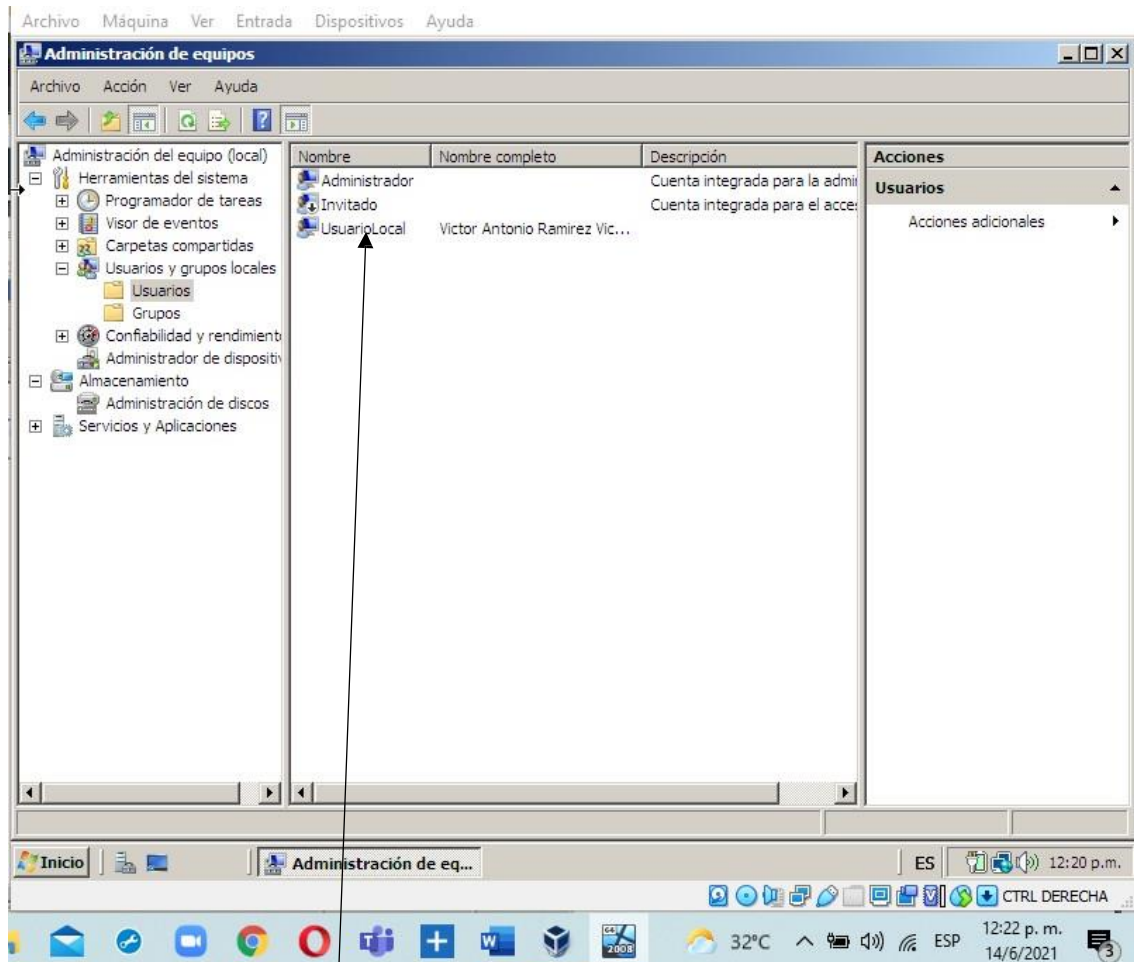 Archivo Máquina Ver Entrada Dispositivos Ayuda
Administración de equipos
Archivo Acción Ver Ayuda
Administración del equipo (local)
Herramientas del sistema
Programador de tareas
Visor de eventos
Carpetas compartidas
Usuarios y grupos locales
Usuarios
Grupos
Confiabilidad y rendimient
Administrador de dispositiv
Almacenamiento
Administración de discos
Servicios y Aplicaciones
Nombre Nombre completo Descripción
Administrador Cuenta integrada para la admi
Invitado Cuenta integrada para el acce
UsuarioLocal Victor Antonio Ramirez Vic...
Acciones
Usuarios
Acciones adicionales
Inicio Administración de eq... ES 12:20 p.m.
CTRL DERECHA
64 2008 32°C ESP 12:22 p. m.
14/6/2021 3